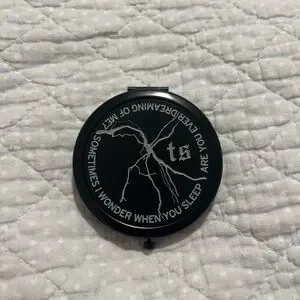 SOMETIMES I WONDER WHEN YOU SLEEP ARE YOU EVER DREAMING OF ME?
ts